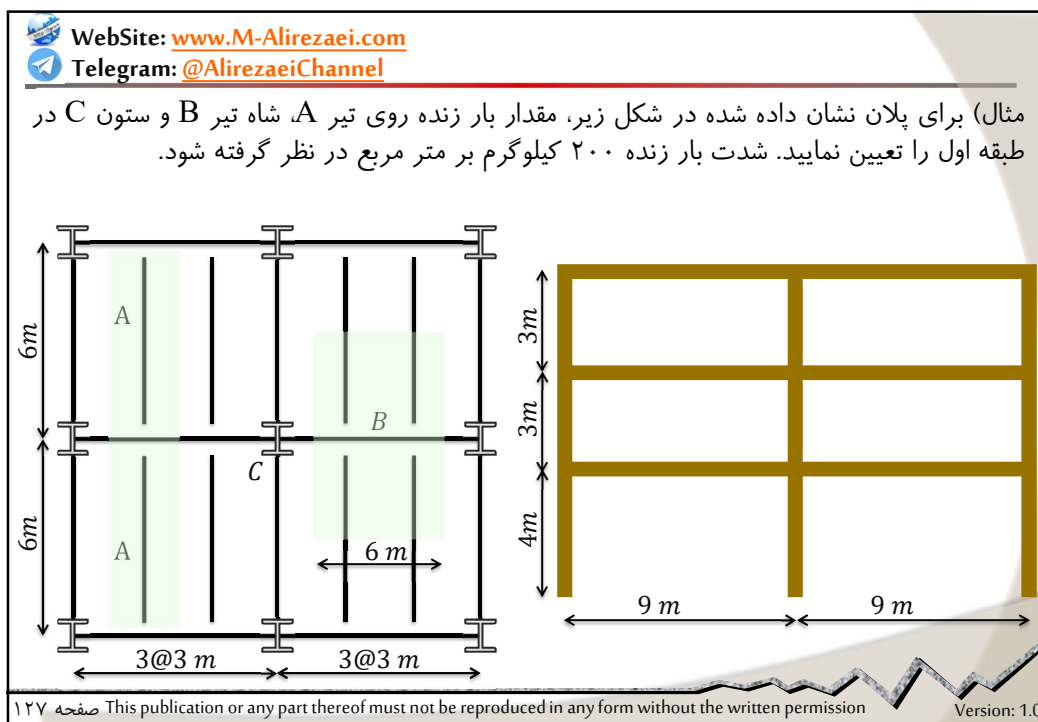 WebSite: www.M-Alirezaei.com
Telegram: @AlirezaeiChannel
مثال) برای پلان نشان داده شده در شکل زیر، مقدار بار زنده روی تیر A، شاه تیر B و ستون C در
طبقه اول را تعیین نمایید. شدت بار زنده ۲۰۰ کیلوگرم بر متر مربع در نظر گرفته شود.
6m
A
B
C
6m
A
6 m
3@3 m
3@3 m
3m
3m
4m
9 m
9 m
صفحه ۱۲۷ This publication or any part thereof must not be reproduced in any form without the written permission
Version: 1.0